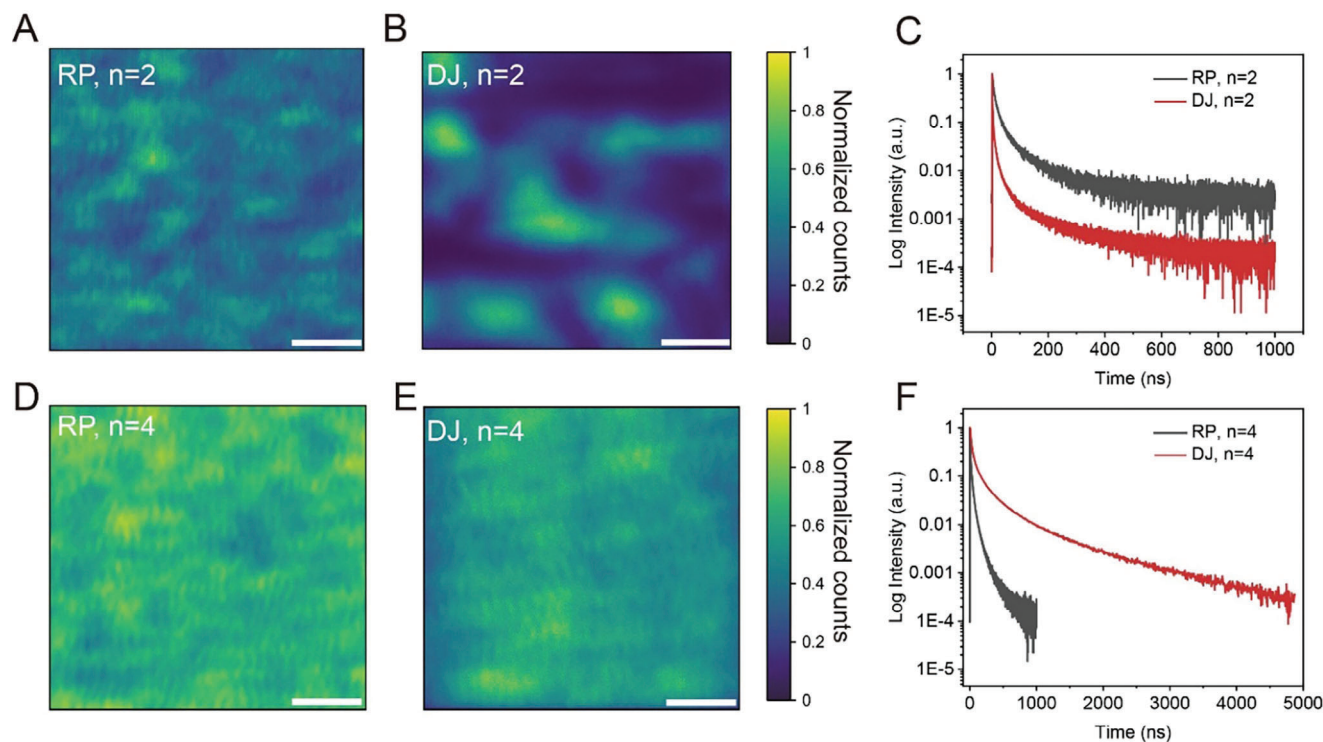 A
RP, n=2
B
DJ, n=2
1
0.8
0.6
0.4
0.2
0
Normalized counts
C
RP, n=2
DJ, n=2
1
0.1
0.01
0.001
1E-4
1E-5
Log Intensity (a.u.)
0 200 400 600 800 1000
Time (ns)
D
RP, n=4
E
DJ, n=4
1
0.8
0.6
0.4
0.2
0
Normalized counts
F
RP, n=4
DJ, n=4
1
0.1
0.01
0.001
1E-4
1E-5
Log Intensity (a.u.)
0 1000 2000 3000 4000 5000
Time (ns)